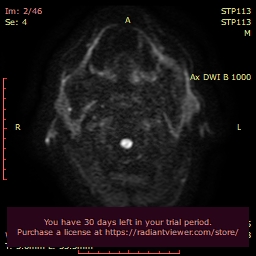 Im: 2/46
Se: 4
STP113
STP113
M
A
Ax DWI B 1000
R
L
You have 30 days left in your trial period.
Purchase a license at https://radiantviewer.com/store/